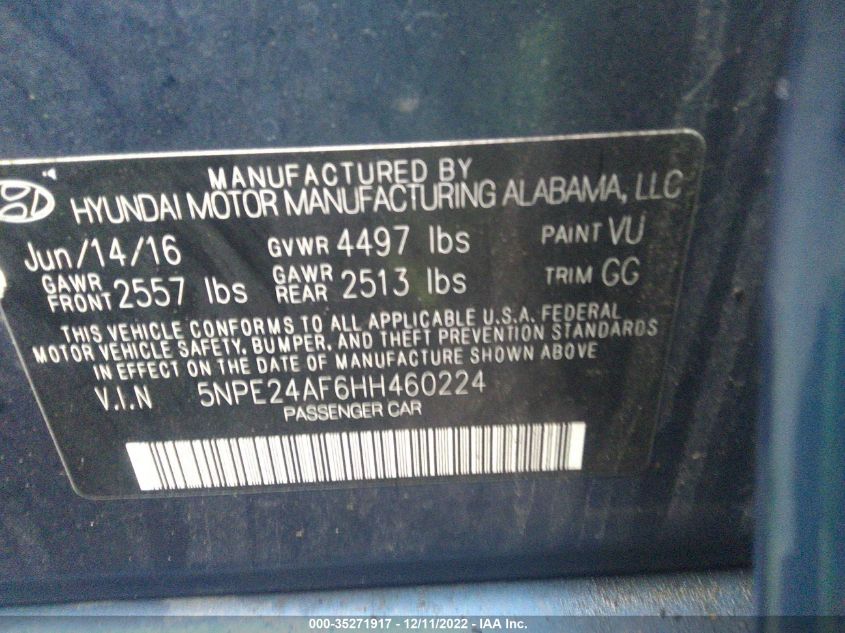 MANUFACTURED BY
HYUNDAI MOTOR MANUFACTURING ALABAMA, LLC
Jun/14/16 GVWR 4497 lbs PAINT VU
GAWR FRONT 2557 lbs GAWR REAR 2513 lbs TRIM GG
THIS VEHICLE CONFORMS TO ALL APPLICABLE U.S.A. FEDERAL
MOTOR VEHICLE SAFETY, BUMPER, AND THEFT PREVENTION STANDARDS
IN EFFECT ON THE DATE OF MANUFACTURE SHOWN ABOVE
V.I.N 5NPE24AF6HH460224
PASSENGER CAR
000-35271917 - 12/11/2022 - IAA Inc.